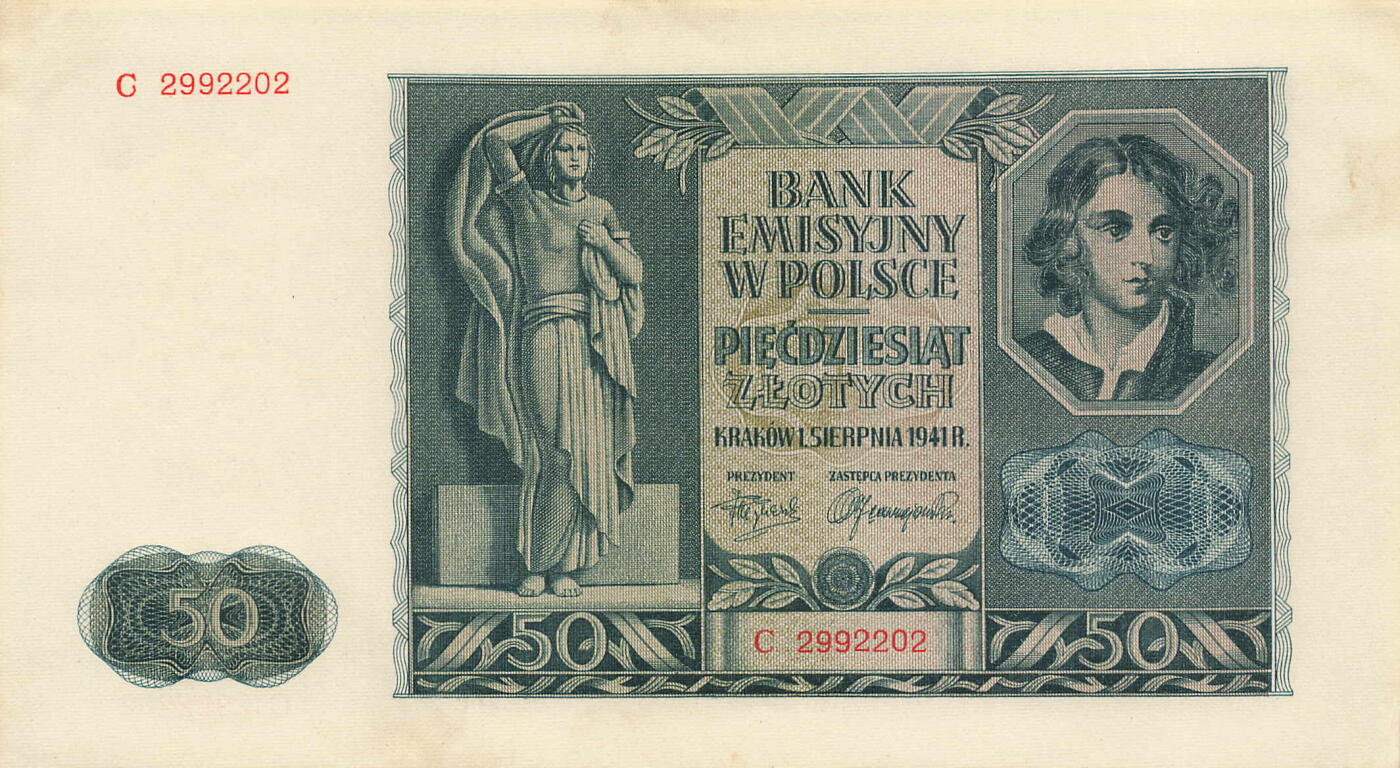 C 2992202
BANK
EMISYJNY
W POLSCE
PIĘĆDZIESIĄT
ZŁOTYCH
KRAKÓW 1. SIERPNIA 1941 R.
PREZYDENT ZASTĘPCA PREZYDENTA
50
50
50
C 2992202